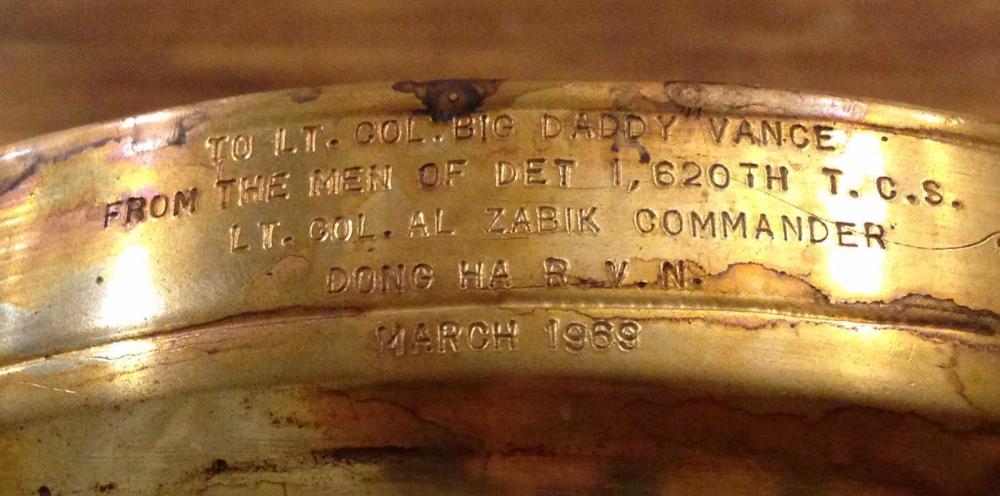 TO LT. COL. BIG DADDY VANCE
FROM THE MEN OF DET 1, 620TH T.C.S.
LT. COL. AL ZABIK COMMANDER
DONG HA R.V.N.
MARCH 1969